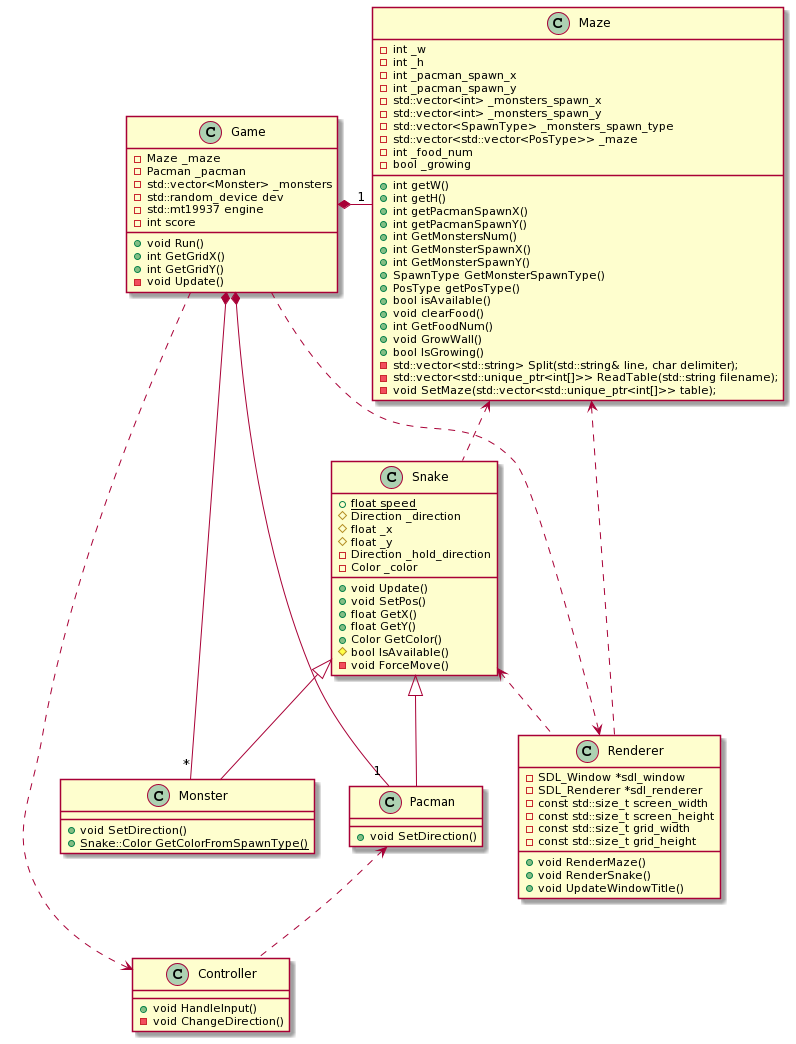 C Maze
int _w
int _h
int _pacman_spawn_x
int _pacman_spawn_y
std::vector<int> _monsters_spawn_x
std::vector<int> _monsters_spawn_y
std::vector<SpawnType> _monsters_spawn_type
std::vector<std::vector<PosType>> _maze
int _food_num
bool _growing
int getW()
int getH()
int getPacmanSpawnX()
int getPacmanSpawnY()
int GetMonstersNum()
int GetMonsterSpawnX()
int GetMonsterSpawnY()
SpawnType GetMonsterSpawnType()
PosType getPosType()
bool isAvailable()
void clearFood()
int GetFoodNum()
void GrowWall()
bool IsGrowing()
std::vector<std::string> Split(std::string& line, char delimiter);
std::vector<std::unique_ptr<int[]>> ReadTable(std::string filename);
void SetMaze(std::vector<std::unique_ptr<int[]>> table);
C Game
Maze _maze
Pacman _pacman
std::vector<Monster> _monsters
std::random_device dev
std::mt19937 engine
int score
void Run()
int GetGridX()
int GetGridY()
void Update()
1
C Snake
float speed
Direction _direction
float _x
float _y
Direction _hold_direction
Color _color
void Update()
void SetPos()
float GetX()
float GetY()
Color GetColor()
bool IsAvailable()
void ForceMove()
*
1
C Monster
void SetDirection()
Snake::Color GetColorFromSpawnType()
C Pacman
void SetDirection()
C Renderer
SDL_Window *sdl_window
SDL_Renderer *sdl_renderer
const std::size_t screen_width
const std::size_t screen_height
const std::size_t grid_width
const std::size_t grid_height
void RenderMaze()
void RenderSnake()
void UpdateWindowTitle()
C Controller
void HandleInput()
void ChangeDirection()